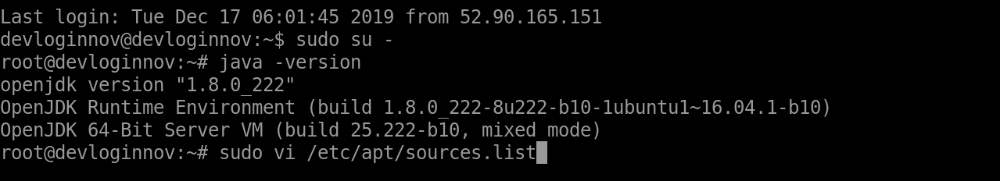 Last login: Tue Dec 17 06:01:45 2019 from 52.90.165.151
devloginnov@devloginnov:~$ sudo su -
root@devloginnov:~# java -version
openjdk version "1.8.0_222"
OpenJDK Runtime Environment (build 1.8.0_222-8u222-b10-1ubuntu1~16.04.1-b10)
OpenJDK 64-Bit Server VM (build 25.222-b10, mixed mode)
root@devloginnov:~# sudo vi /etc/apt/sources.list